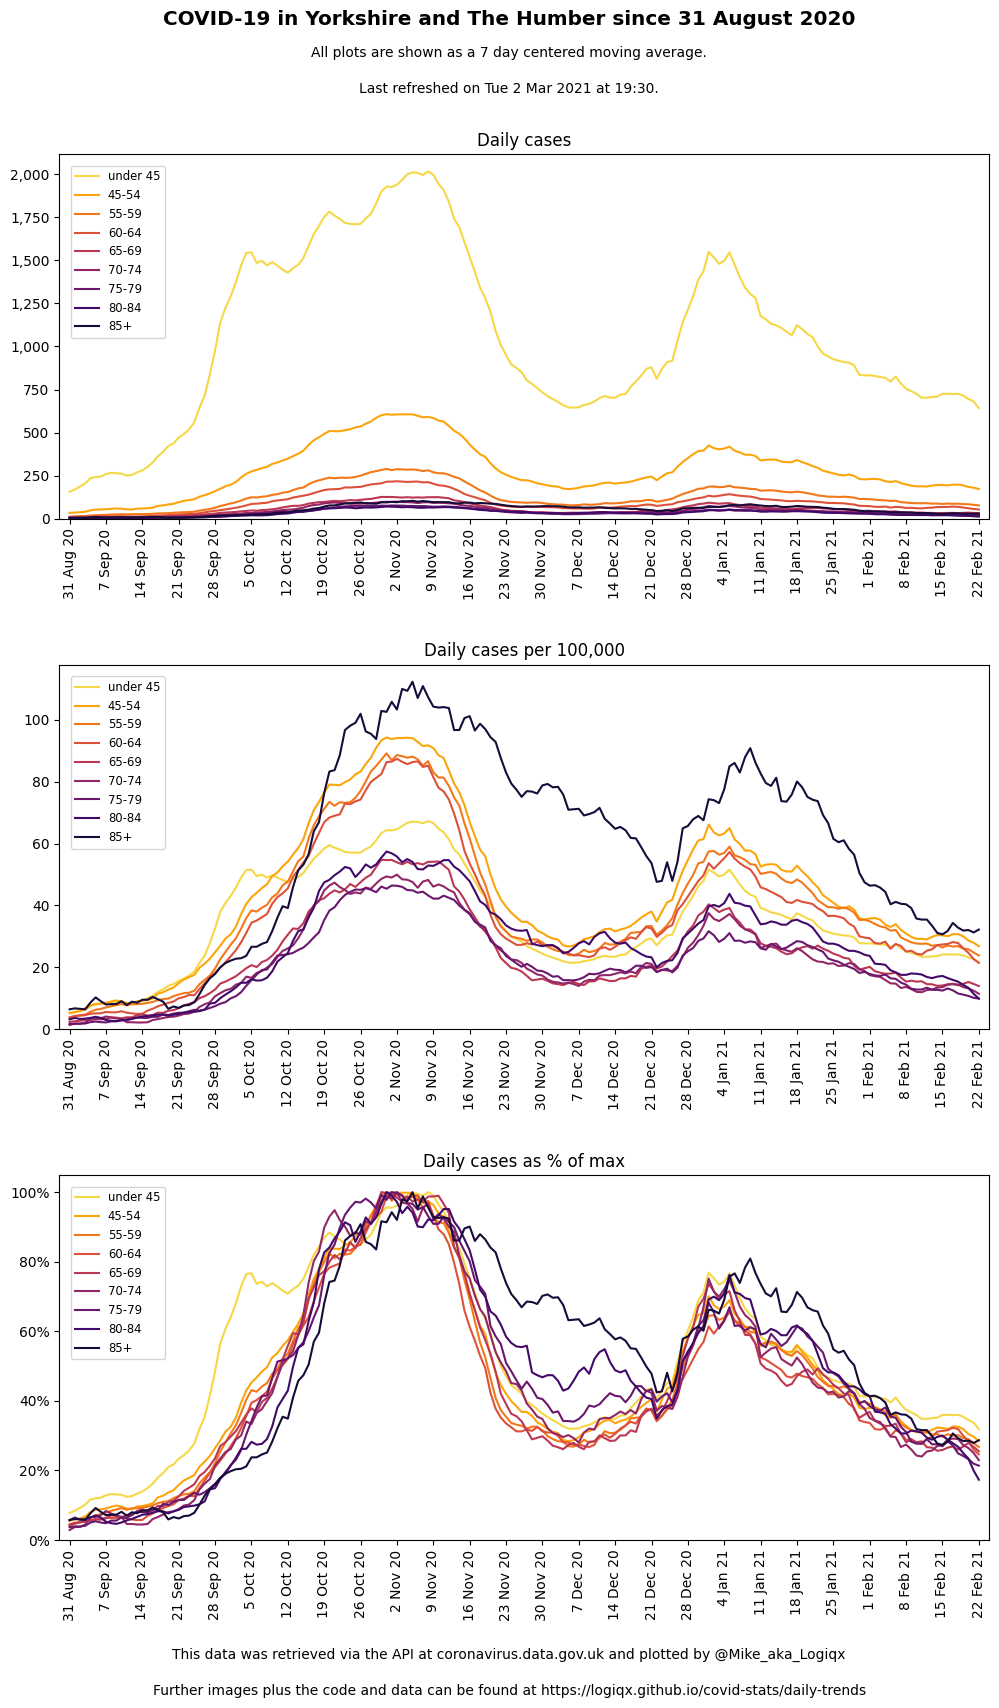 COVID-19 in Yorkshire and The Humber since 31 August 2020
All plots are shown as a 7 day centered moving average.
Last refreshed on Tue 2 Mar 2021 at 19:30.
Daily cases
2,000
1,750
1,500
1,250
1,000
750
500
250
0
under 45
45-54
55-59
60-64
65-69
70-74
75-79
80-84
85+
31 Aug 20
7 Sep 20
14 Sep 20
21 Sep 20
28 Sep 20
5 Oct 20
12 Oct 20
19 Oct 20
26 Oct 20
2 Nov 20
9 Nov 20
16 Nov 20
23 Nov 20
30 Nov 20
7 Dec 20
14 Dec 20
21 Dec 20
28 Dec 20
4 Jan 21
11 Jan 21
18 Jan 21
25 Jan 21
1 Feb 21
8 Feb 21
15 Feb 21
22 Feb 21
Daily cases per 100,000
100
80
60
40
20
0
under 45
45-54
55-59
60-64
65-69
70-74
75-79
80-84
85+
31 Aug 20
7 Sep 20
14 Sep 20
21 Sep 20
28 Sep 20
5 Oct 20
12 Oct 20
19 Oct 20
26 Oct 20
2 Nov 20
9 Nov 20
16 Nov 20
23 Nov 20
30 Nov 20
7 Dec 20
14 Dec 20
21 Dec 20
28 Dec 20
4 Jan 21
11 Jan 21
18 Jan 21
25 Jan 21
1 Feb 21
8 Feb 21
15 Feb 21
22 Feb 21
Daily cases as % of max
100%
80%
60%
40%
20%
0%
under 45
45-54
55-59
60-64
65-69
70-74
75-79
80-84
85+
31 Aug 20
7 Sep 20
14 Sep 20
21 Sep 20
28 Sep 20
5 Oct 20
12 Oct 20
19 Oct 20
26 Oct 20
2 Nov 20
9 Nov 20
16 Nov 20
23 Nov 20
30 Nov 20
7 Dec 20
14 Dec 20
21 Dec 20
28 Dec 20
4 Jan 21
11 Jan 21
18 Jan 21
25 Jan 21
1 Feb 21
8 Feb 21
15 Feb 21
22 Feb 21
This data was retrieved via the API at coronavirus.data.gov.uk and plotted by @Mike_aka_Logiqx
Further images plus the code and data can be found at https://logiqx.github.io/covid-stats/daily-trends